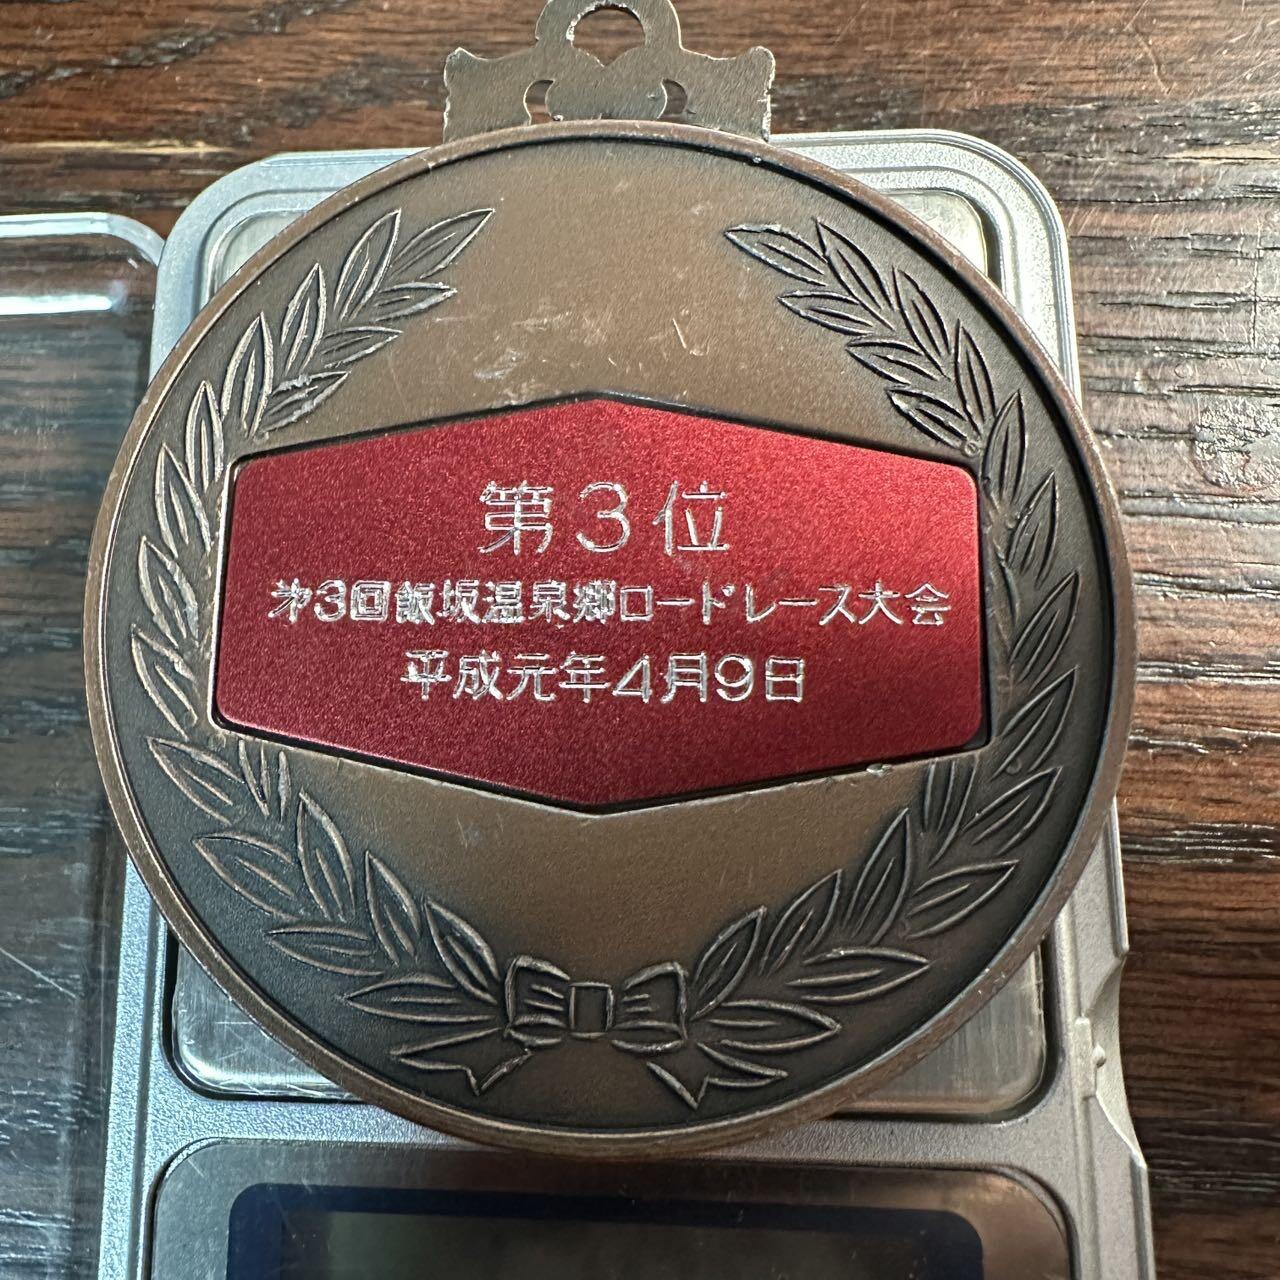 第3位
第3回飯坂温泉郷ロードレース大会
平成元年4月9日